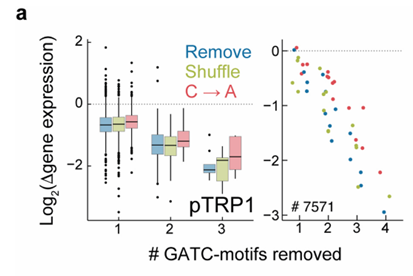 a
Log2(Δgene expression)
2
0
−2
Remove
Shuffle
C → A
pTRP1
1 2 3
0
−1
−2
−3
# 7571
1 2 3 4
# GATC-motifs removed